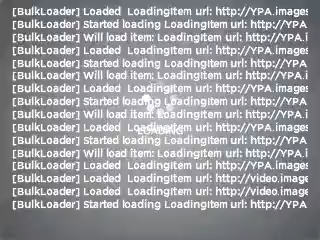 [BulkLoader] Loaded LoadingItem url: http://YPA.images
[BulkLoader] Started loading LoadingItem url: http://YPA
[BulkLoader] Will load item: LoadingItem url: http://YPA.i
[BulkLoader] Loaded LoadingItem url: http://YPA.images
[BulkLoader] Started loading LoadingItem url: http://YPA
[BulkLoader] Will load item: LoadingItem url: http://YPA.i
[BulkLoader] Loaded LoadingItem url: http://YPA.images
[BulkLoader] Started loading LoadingItem url: http://YPA
[BulkLoader] Will load item: LoadingItem url: http://YPA.i
[BulkLoader] Loaded LoadingItem url: http://YPA.images
LOADING
[BulkLoader] Started loading LoadingItem url: http://YPA
[BulkLoader] Will load item: LoadingItem url: http://YPA.i
[BulkLoader] Loaded LoadingItem url: http://YPA.images
[BulkLoader] Loaded LoadingItem url: http://video.image
[BulkLoader] Loaded LoadingItem url: http://video.image
[BulkLoader] Started loading LoadingItem url: http://YPA